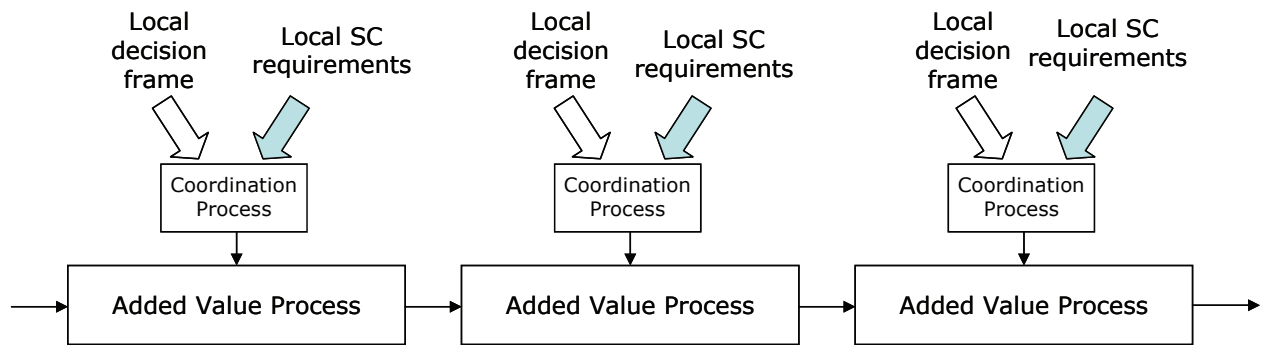 Local
decision
frame
Local SC
requirements
Coordination
Process
Added Value Process
Local
decision
frame
Local SC
requirements
Coordination
Process
Added Value Process
Local
decision
frame
Local SC
requirements
Coordination
Process
Added Value Process